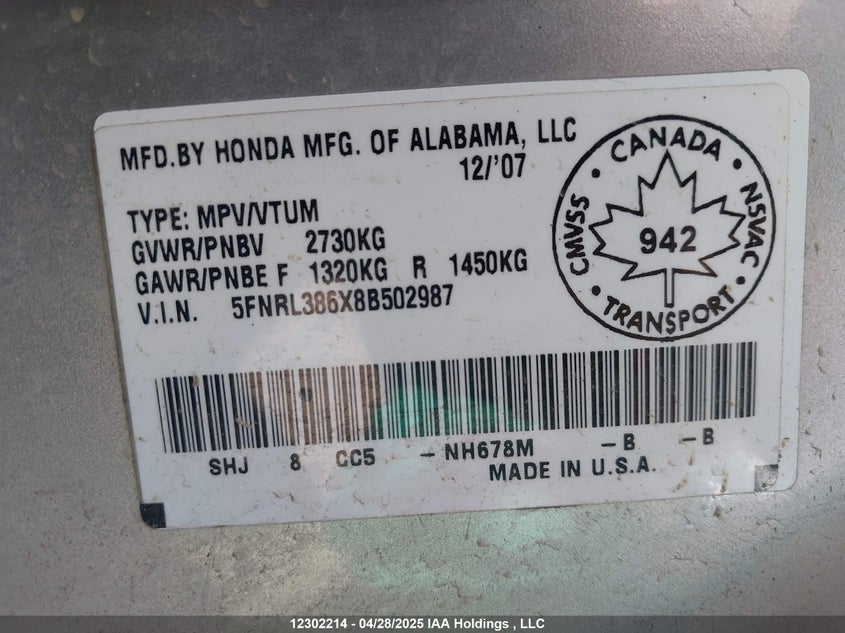 MFD.BY HONDA MFG. OF ALABAMA, LLC
12/'07
TYPE: MPV/VTUM
GVWR/PNBV 2730KG
GAWR/PNBE F 1320KG R 1450KG
V.I.N. 5FNRL386X8B502987
CANADA
CMVSS · NSVAC
942
TRANSPORT
SHJ 8 CC5 - NH678M - B - B
MADE IN U.S.A.
12302214 - 04/28/2025 IAA Holdings , LLC